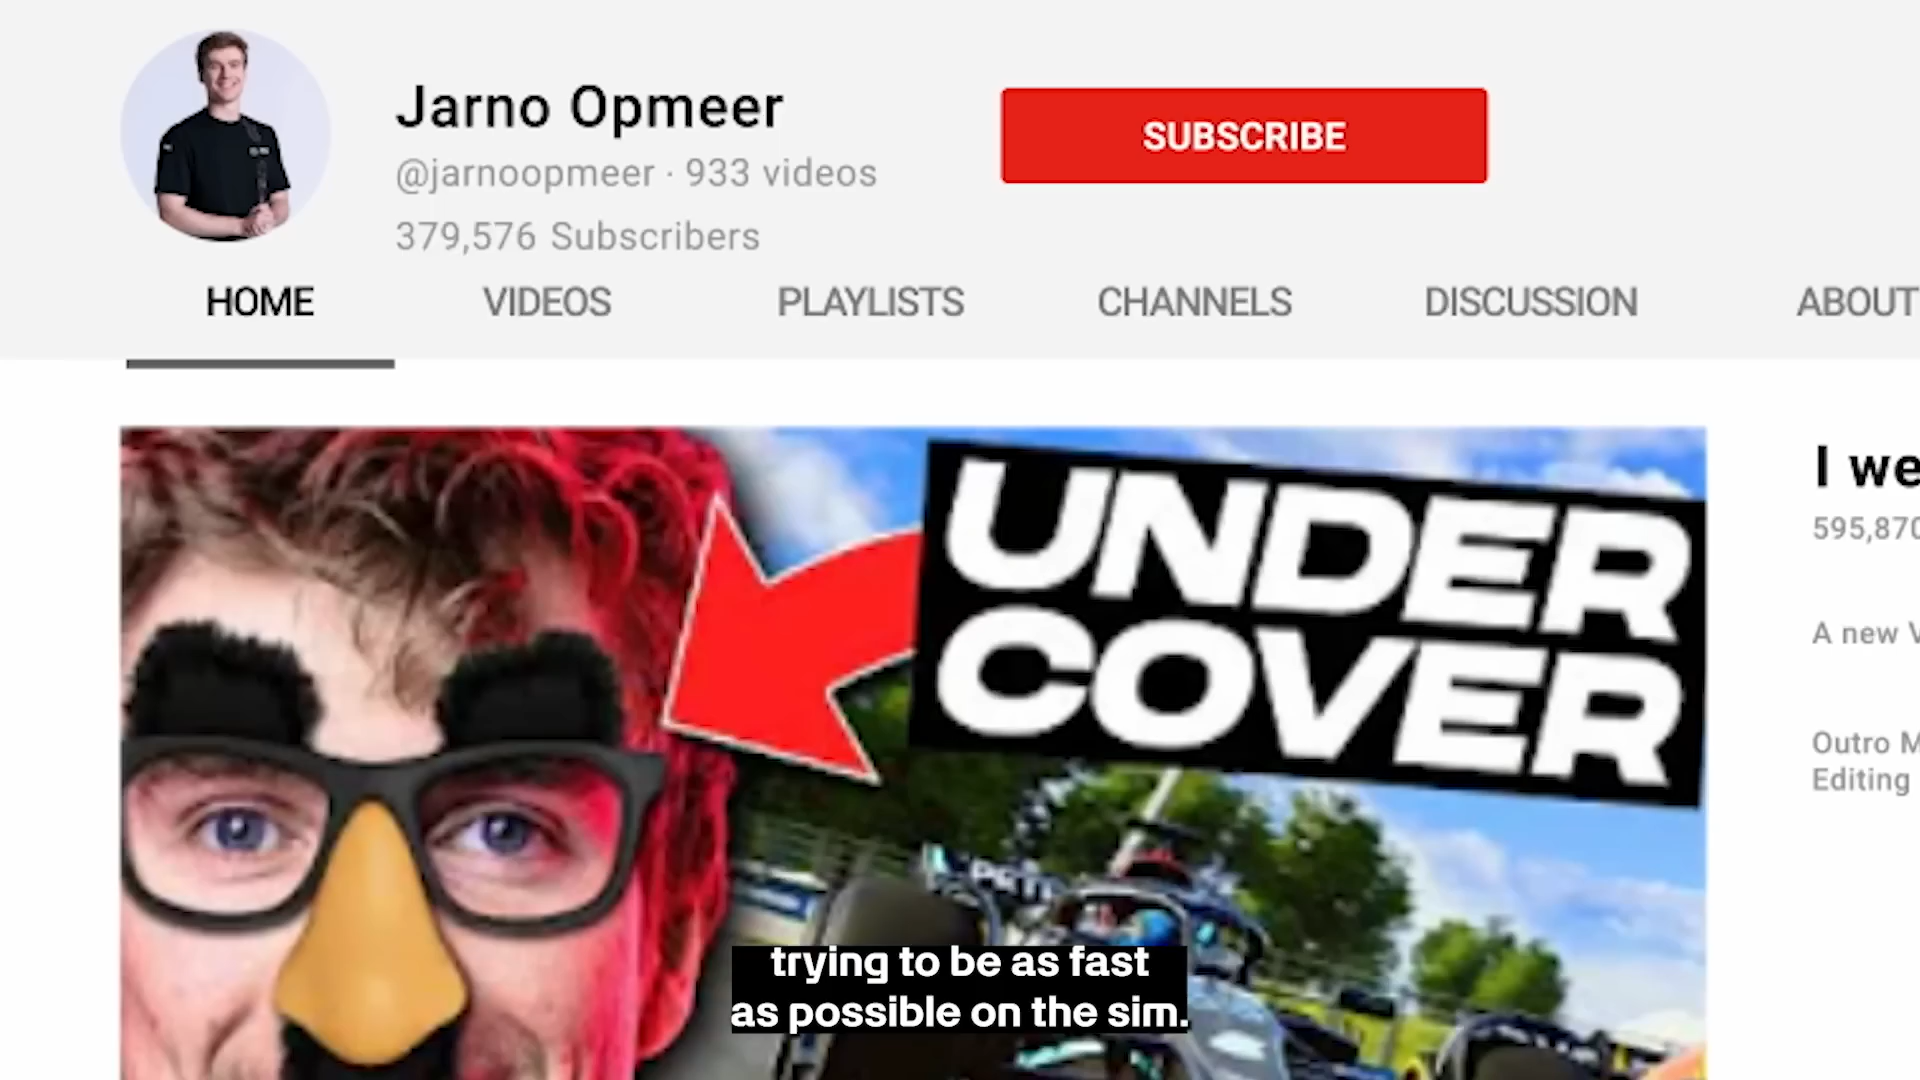 Jarno Opmeer
@jarnoopmeer · 933 videos
379,576 Subscribers
SUBSCRIBE
HOME
VIDEOS
PLAYLISTS
CHANNELS
DISCUSSION
ABOUT
UNDER
COVER
I we
595,870
A new V
Outro M
Editing
trying to be as fast
as possible on the sim.